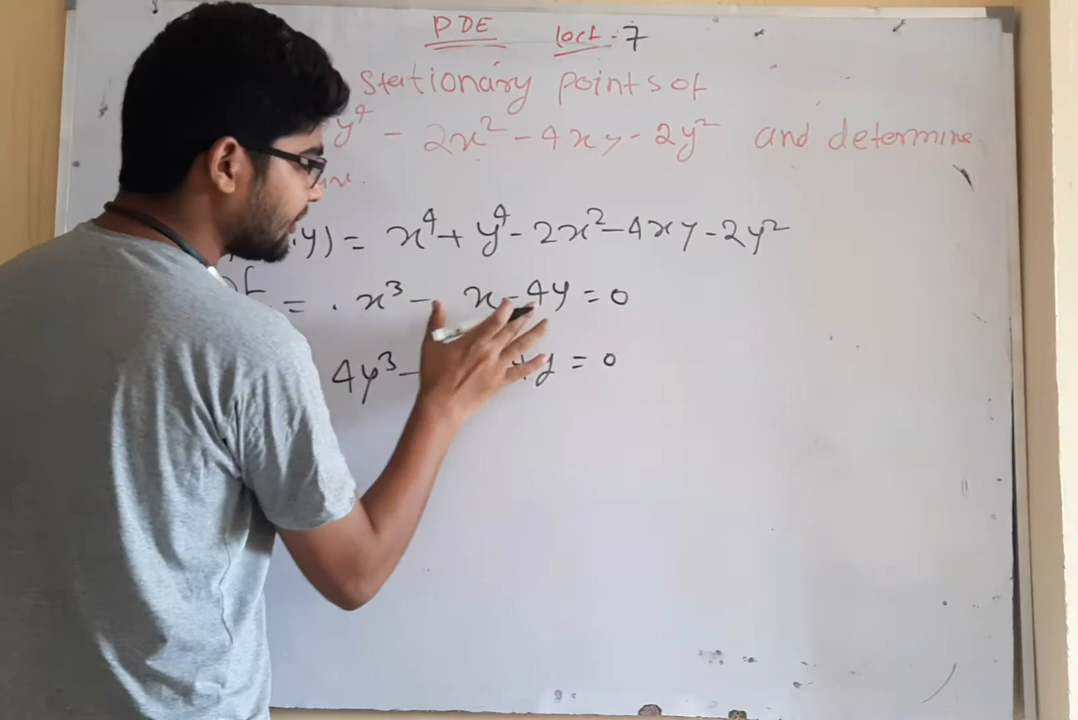 PDE lect:7
Stationary points of
y⁴ - 2x² - 4xy - 2y² and determine
y) = x⁴ + y⁴ - 2x² - 4xy - 2y²
= x³ - x - 4y = 0
4y³ - y = 0